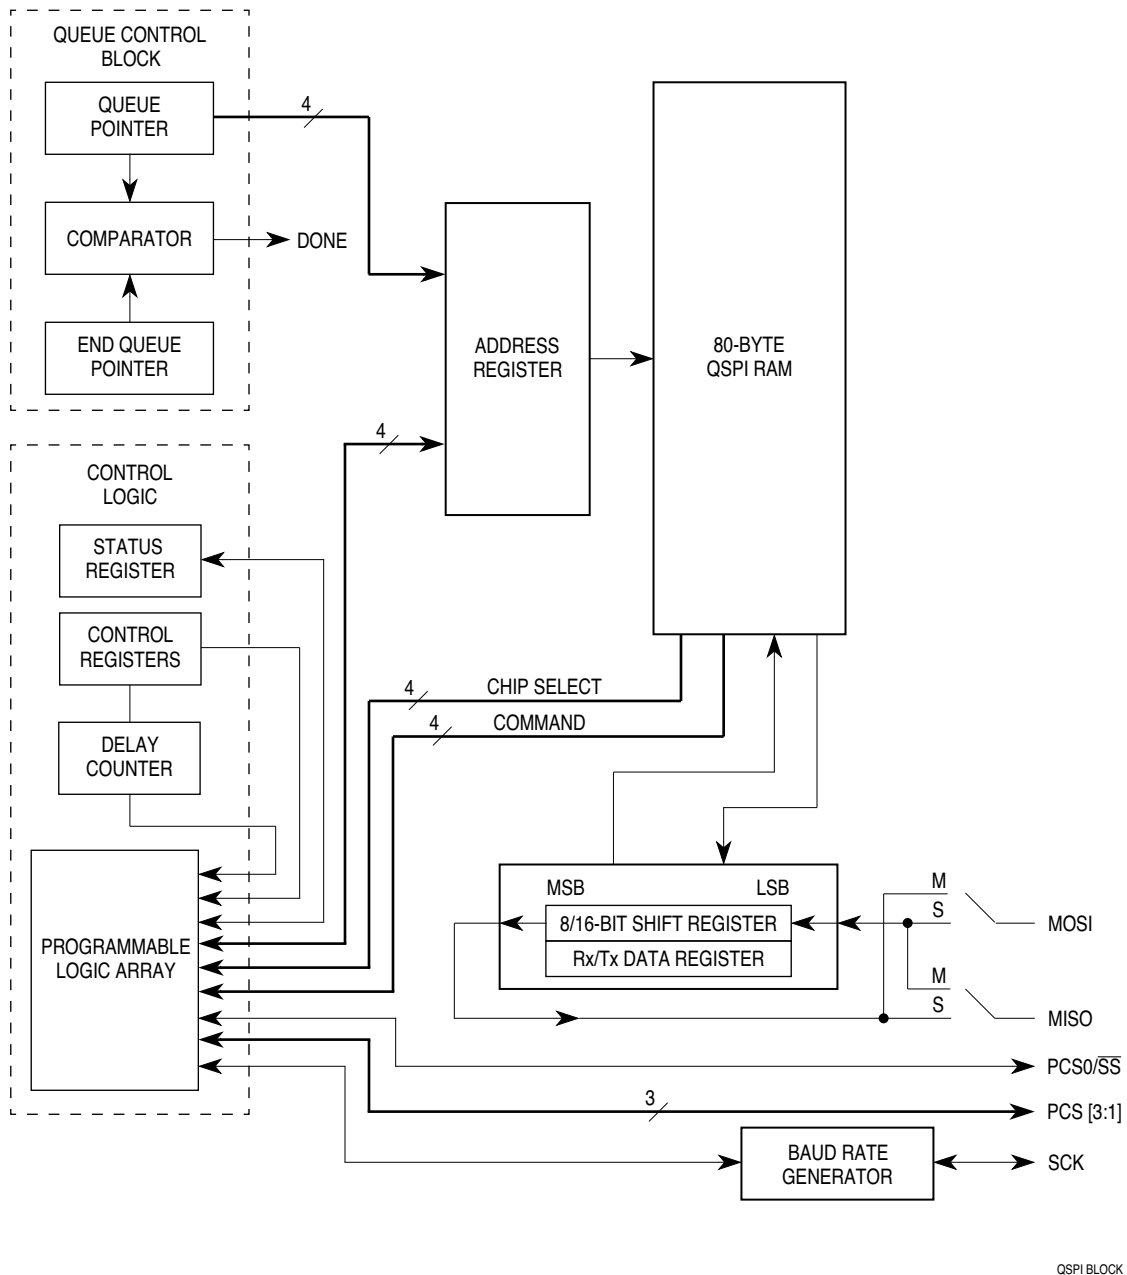 QUEUE CONTROL
BLOCK
QUEUE
POINTER
4
COMPARATOR
DONE
END QUEUE
POINTER
ADDRESS
REGISTER
80-BYTE
QSPI RAM
4
CONTROL
LOGIC
STATUS
REGISTER
CONTROL
REGISTERS
DELAY
COUNTER
PROGRAMMABLE
LOGIC ARRAY
4
CHIP SELECT
4
COMMAND
MSB
LSB
8/16-BIT SHIFT REGISTER
Rx/Tx DATA REGISTER
M
S
MOSI
M
S
MISO
PCS0/S̅S̅
3
PCS [3:1]
BAUD RATE
GENERATOR
SCK
QSPI BLOCK